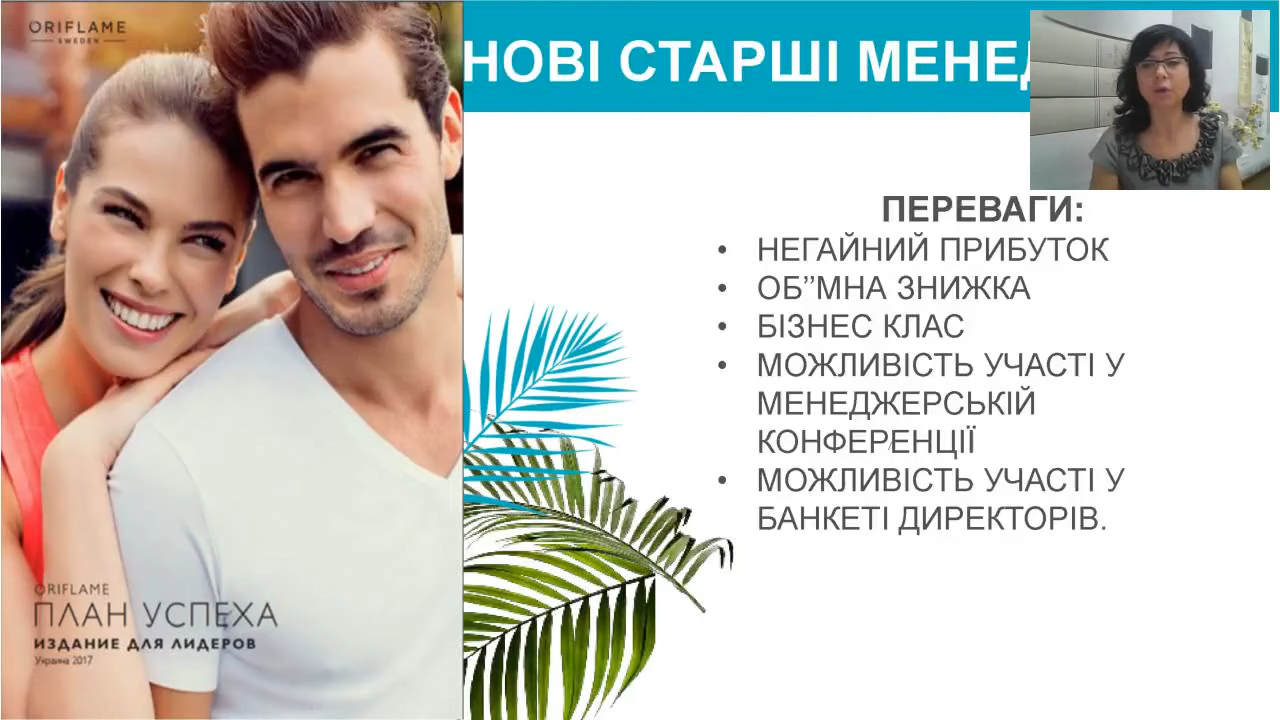 ORIFLAME
SWEDEN
НОВІ СТАРШІ
ПЕРЕВАГИ:
• НЕГАЙНИЙ ПРИБУТОК
• ОБ”МНА ЗНИЖКА
• БІЗНЕС КЛАС
• МОЖЛИВІСТЬ УЧАСТІ У
МЕНЕДЖЕРСЬКІЙ
КОНФЕРЕНЦІЇ
• МОЖЛИВІСТЬ УЧАСТІ У
БАНКЕТІ ДИРЕКТОРІВ.
ORIFLAME
ПЛАН УСПЕХА
ИЗДАНИЕ ДЛЯ ЛИДЕРОВ
Украина 2017